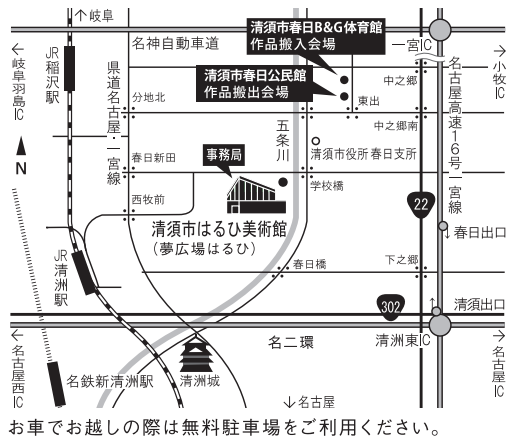 ↑岐阜
清須市春日B&G体育館
作品搬入会場
名神自動車道
一宮IC
←岐阜羽島IC
JR稲沢駅
県道名古屋・一宮線
清須市春日公民館
作品搬出会場
中之郷
→小牧IC
分地北
東出
名古屋高速16号一宮線
五条川
中之郷南
N
春日新田
事務局
清須市役所 春日支所
西牧前
学校橋
22
清須市はるひ美術館
(夢広場はるひ)
↓春日出口
JR清洲駅
春日橋
下之郷
302
↑清須出口
←名古屋西IC
名二環
清洲東IC
→名古屋IC
名鉄新清洲駅
清洲城
↓名古屋
お車でお越しの際は無料駐車場をご利用ください。